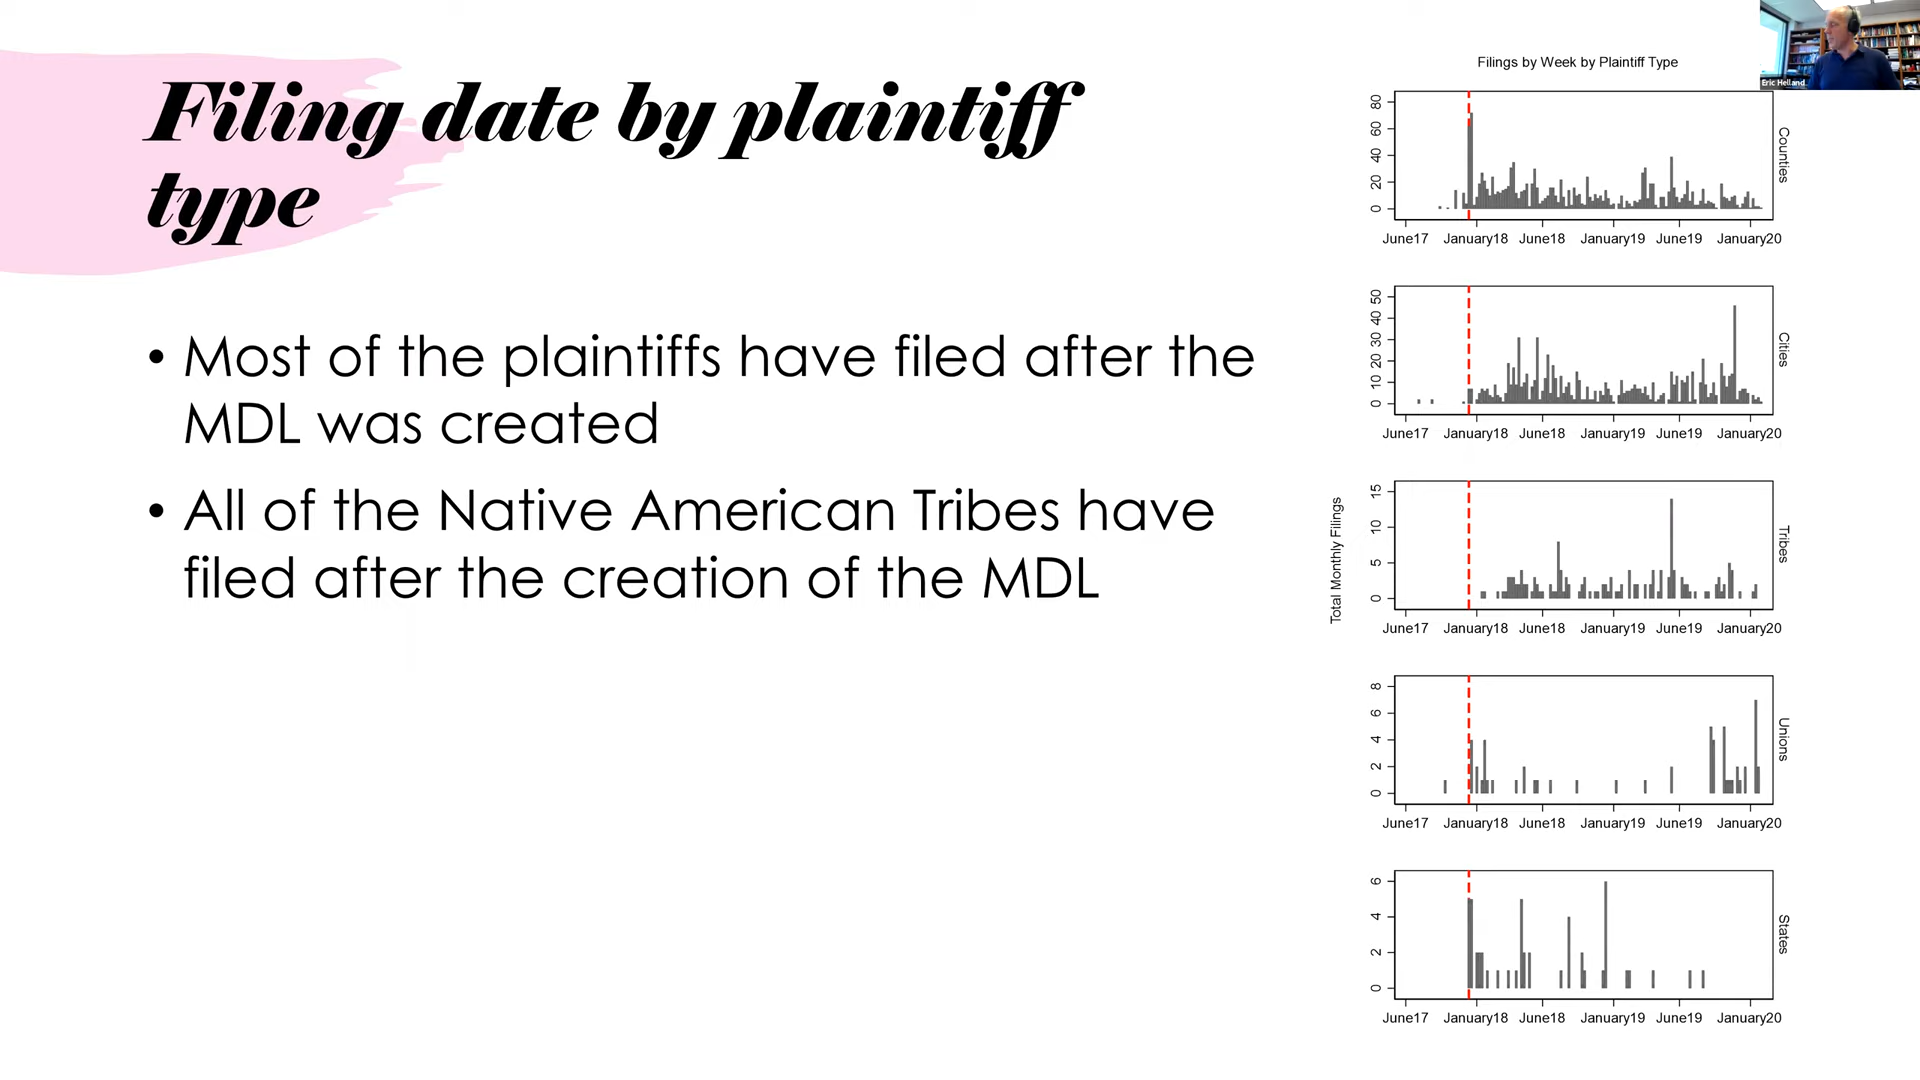 Filing date by plaintiff
type
• Most of the plaintiffs have filed after the
MDL was created
• All of the Native American Tribes have
filed after the creation of the MDL
Eric Helland
Filings by Week by Plaintiff Type
Total Monthly Filings
80
60
40
20
0
Counties
June17 January18 June18 January19 June19 January20
50
40
30
20
10
0
Cities
June17 January18 June18 January19 June19 January20
15
10
5
0
Tribes
June17 January18 June18 January19 June19 January20
8
6
4
2
0
Unions
June17 January18 June18 January19 June19 January20
6
4
2
0
States
June17 January18 June18 January19 June19 January20